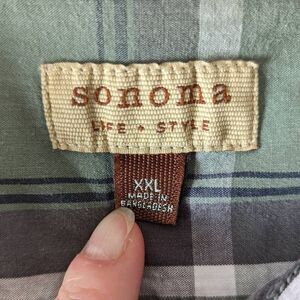 sonoma
LIFE + STYLE
XXL
MADE IN
BANGLADESH